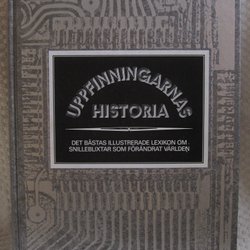 UPPFINNINGARNAS
HISTORIA
DET BÄSTAS ILLUSTRERADE LEXIKON OM
SNILLEBLIXTAR SOM FÖRÄNDRAT VÄRLDEN